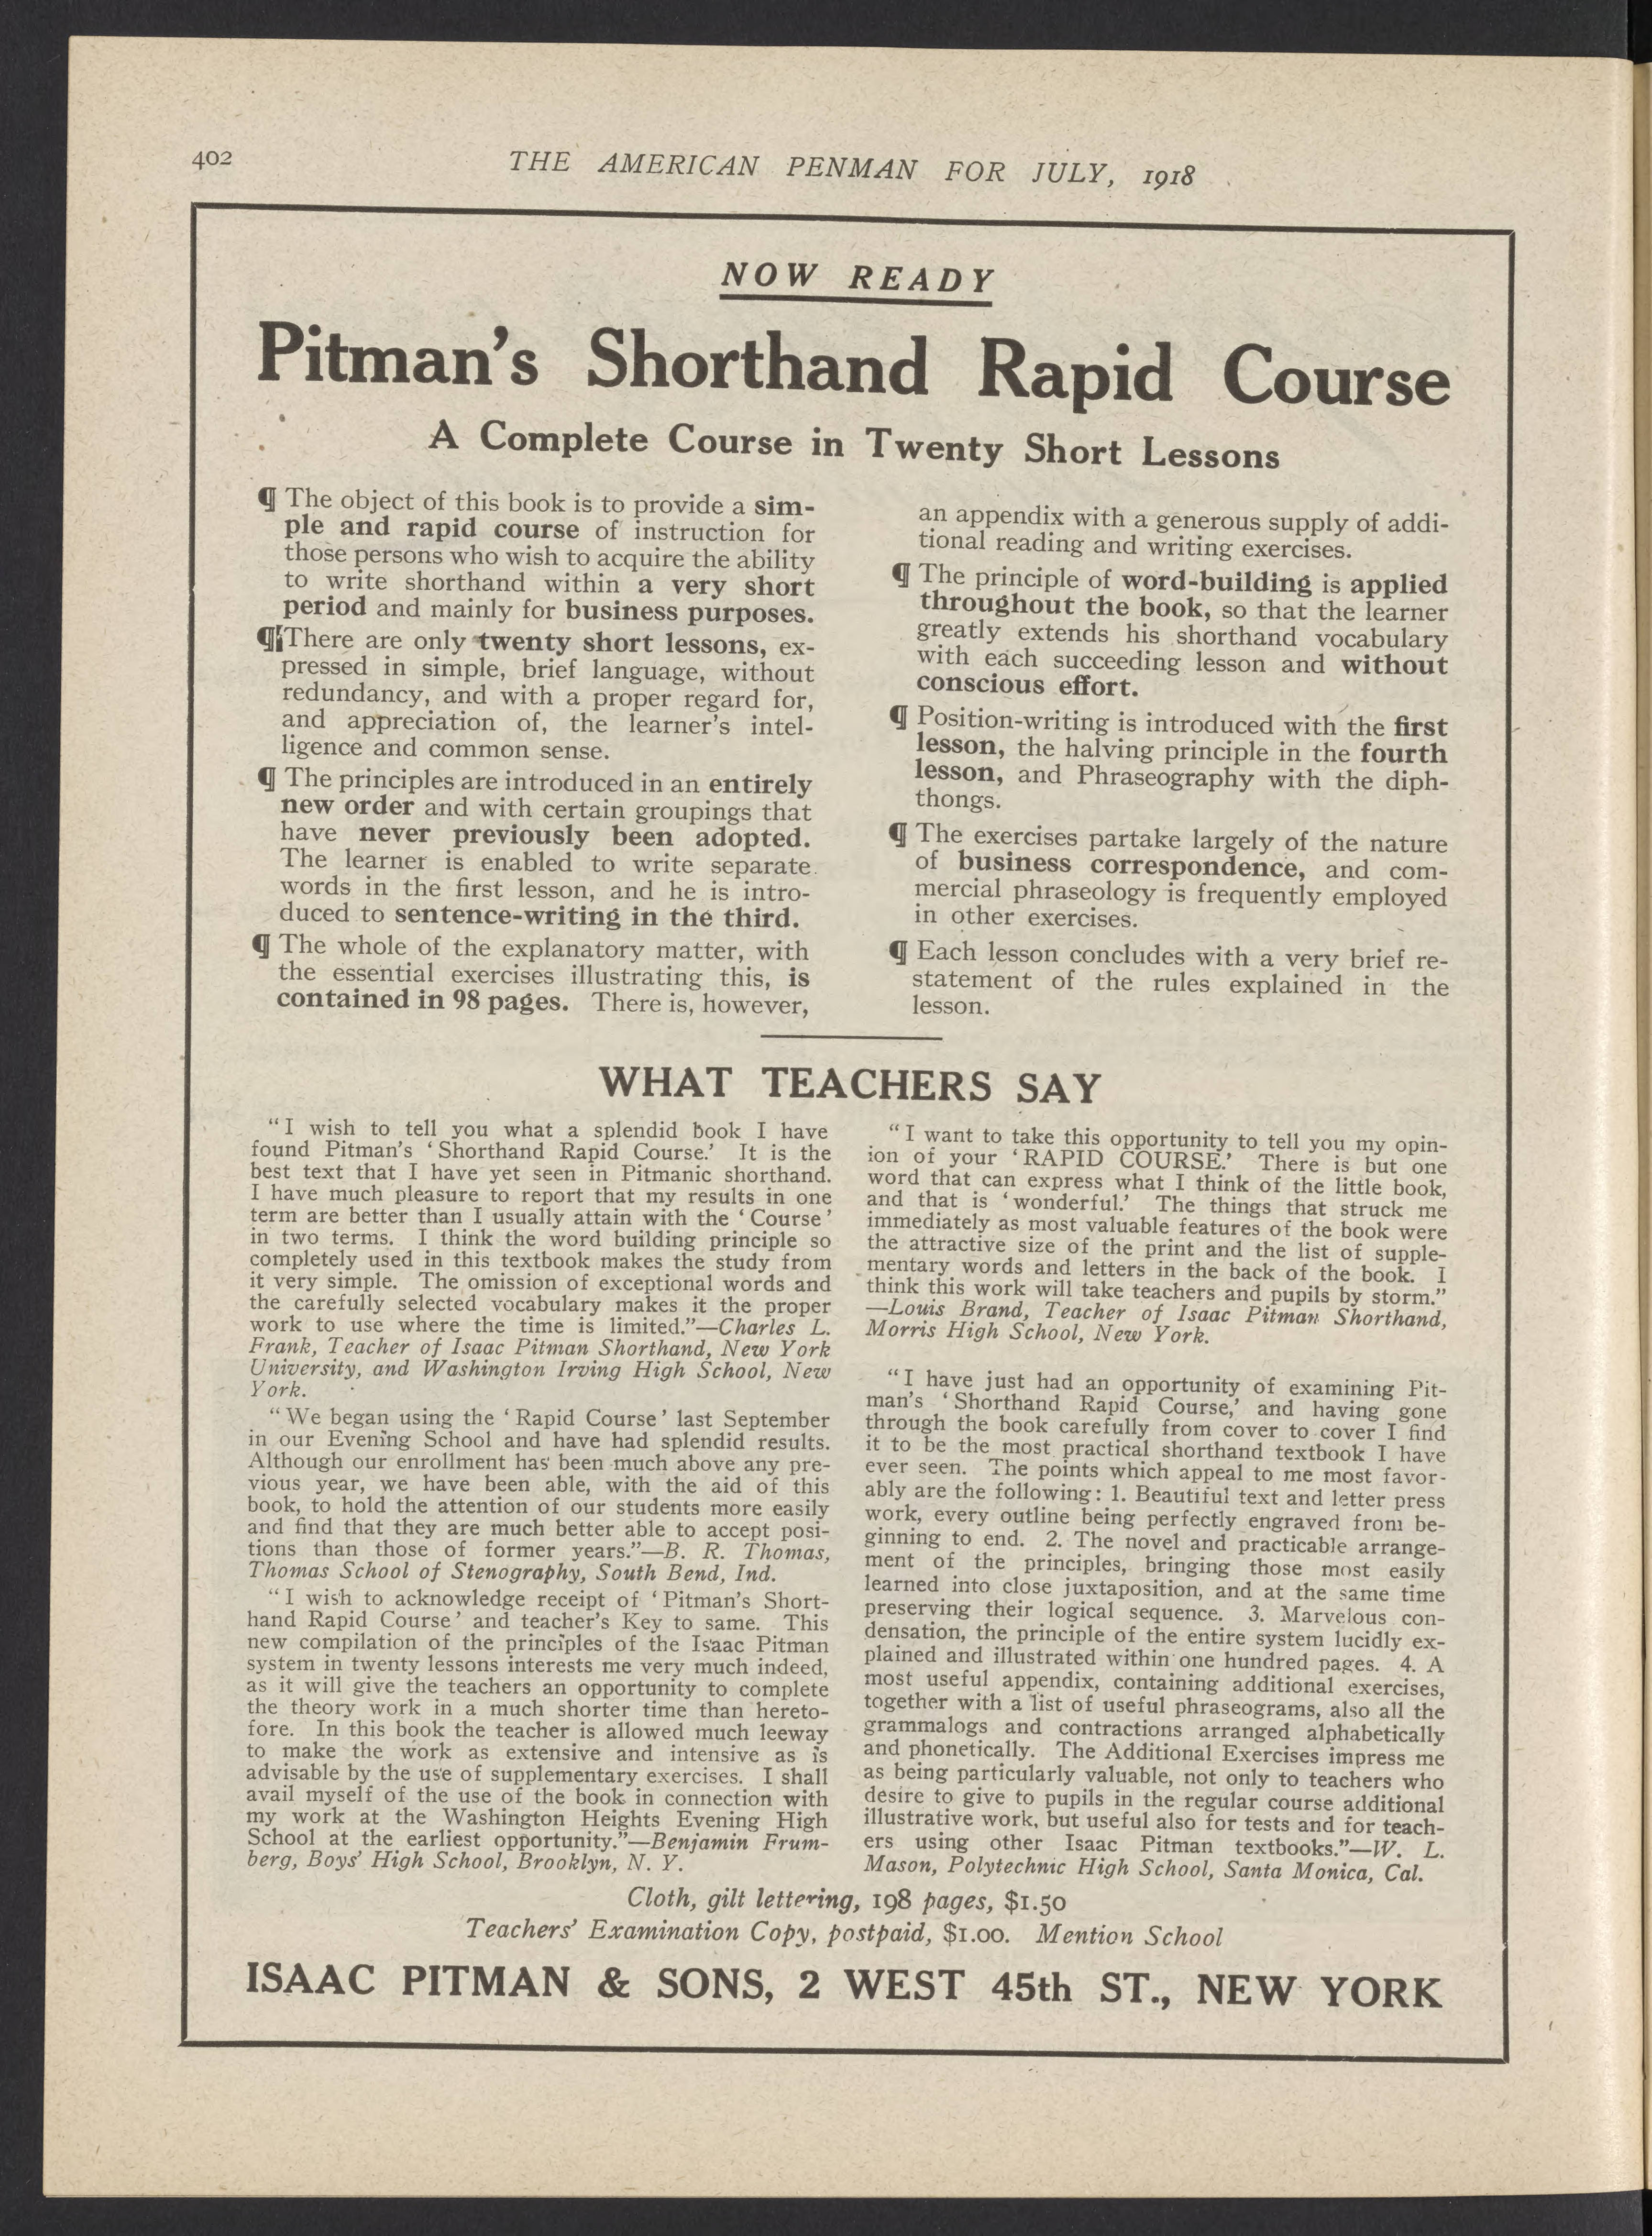 402
THE AMERICAN PENMAN FOR JULY, 1918
NOW READY
Pitman's Shorthand Rapid Course
A Complete Course in Twenty Short Lessons
¶ The object of this book is to provide a sim-
ple and rapid course of instruction for
those persons who wish to acquire the ability
to write shorthand within a very short
period and mainly for business purposes.
¶ There are only twenty short lessons, ex-
pressed in simple, brief language, without
redundancy, and with a proper regard for,
and appreciation of, the learner's intel-
ligence and common sense.
¶ The principles are introduced in an entirely
new order and with certain groupings that
have never previously been adopted.
The learner is enabled to write separate
words in the first lesson, and he is intro-
duced to sentence-writing in the third.
¶ The whole of the explanatory matter, with
the essential exercises illustrating this, is
contained in 98 pages. There is, however,
an appendix with a generous supply of addi-
tional reading and writing exercises.
¶ The principle of word-building is applied
throughout the book, so that the learner
greatly extends his shorthand vocabulary
with each succeeding lesson and without
conscious effort.
¶ Position-writing is introduced with the first
lesson, the halving principle in the fourth
lesson, and Phraseography with the diph-
thongs.
¶ The exercises partake largely of the nature
of business correspondence, and com-
mercial phraseology is frequently employed
in other exercises.
¶ Each lesson concludes with a very brief re-
statement of the rules explained in the
lesson.
WHAT TEACHERS SAY
"I wish to tell you what a splendid book I have
found Pitman's 'Shorthand Rapid Course.' It is the
best text that I have yet seen in Pitmanic shorthand.
I have much pleasure to report that my results in one
term are better than I usually attain with the 'Course'
in two terms. I think the word building principle so
completely used in this textbook makes the study from
it very simple. The omission of exceptional words and
the carefully selected vocabulary makes it the proper
work to use where the time is limited."—Charles L.
Frank, Teacher of Isaac Pitman Shorthand, New York
University, and Washington Irving High School, New
York.
"We began using the 'Rapid Course' last September
in our Evening School and have had splendid results.
Although our enrollment has been much above any pre-
vious year, we have been able, with the aid of this
book, to hold the attention of our students more easily
and find that they are much better able to accept posi-
tions than those of former years."—B. R. Thomas,
Thomas School of Stenography, South Bend, Ind.
"I wish to acknowledge receipt of 'Pitman's Short-
hand Rapid Course' and teacher's Key to same. This
new compilation of the principles of the Isaac Pitman
system in twenty lessons interests me very much indeed,
as it will give the teachers an opportunity to complete
the theory work in a much shorter time than hereto-
fore. In this book the teacher is allowed much leeway
to make the work as extensive and intensive as is
advisable by the use of supplementary exercises. I shall
avail myself of the use of the book in connection with
my work at the Washington Heights Evening High
School at the earliest opportunity."—Benjamin Frum-
berg, Boys' High School, Brooklyn, N. Y.
"I want to take this opportunity to tell you my opin-
ion of your 'RAPID COURSE.' There is but one
word that can express what I think of the little book,
and that is 'wonderful.' The things that struck me
immediately as most valuable features of the book were
the attractive size of the print and the list of supple-
mentary words and letters in the back of the book. I
think this work will take teachers and pupils by storm."
—Louis Brand, Teacher of Isaac Pitman Shorthand,
Morris High School, New York.
"I have just had an opportunity of examining Pit-
man's 'Shorthand Rapid Course,' and having gone
through the book carefully from cover to cover I find
it to be the most practical shorthand textbook I have
ever seen. The points which appeal to me most favor-
ably are the following: 1. Beautiful text and letter press
work, every outline being perfectly engraved from be-
ginning to end. 2. The novel and practicable arrange-
ment of the principles, bringing those most easily
learned into close juxtaposition, and at the same time
preserving their logical sequence. 3. Marvelous con-
densation, the principle of the entire system lucidly ex-
plained and illustrated within one hundred pages. 4. A
most useful appendix, containing additional exercises,
together with a list of useful phraseograms, also all the
grammalogs and contractions arranged alphabetically
and phonetically. The Additional Exercises impress me
as being particularly valuable, not only to teachers who
desire to give to pupils in the regular course additional
illustrative work, but useful also for tests and for teach-
ers using other Isaac Pitman textbooks."—W. L.
Mason, Polytechnic High School, Santa Monica, Cal.
Cloth, gilt lettering, 198 pages, $1.50
Teachers' Examination Copy, postpaid, $1.00. Mention School
ISAAC PITMAN & SONS, 2 WEST 45th ST., NEW YORK